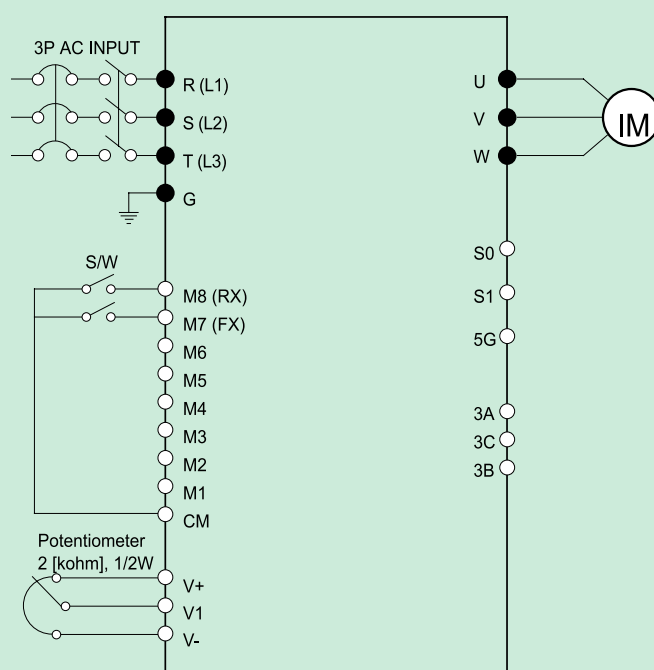 3P AC INPUT
R (L1)
S (L2)
T (L3)
G
U
V
W
IM
S0
S1
5G
S/W
M8 (RX)
M7 (FX)
M6
M5
M4
M3
M2
M1
CM
3A
3C
3B
Potentiometer
2 [kohm], 1/2W
V+
V1
V-